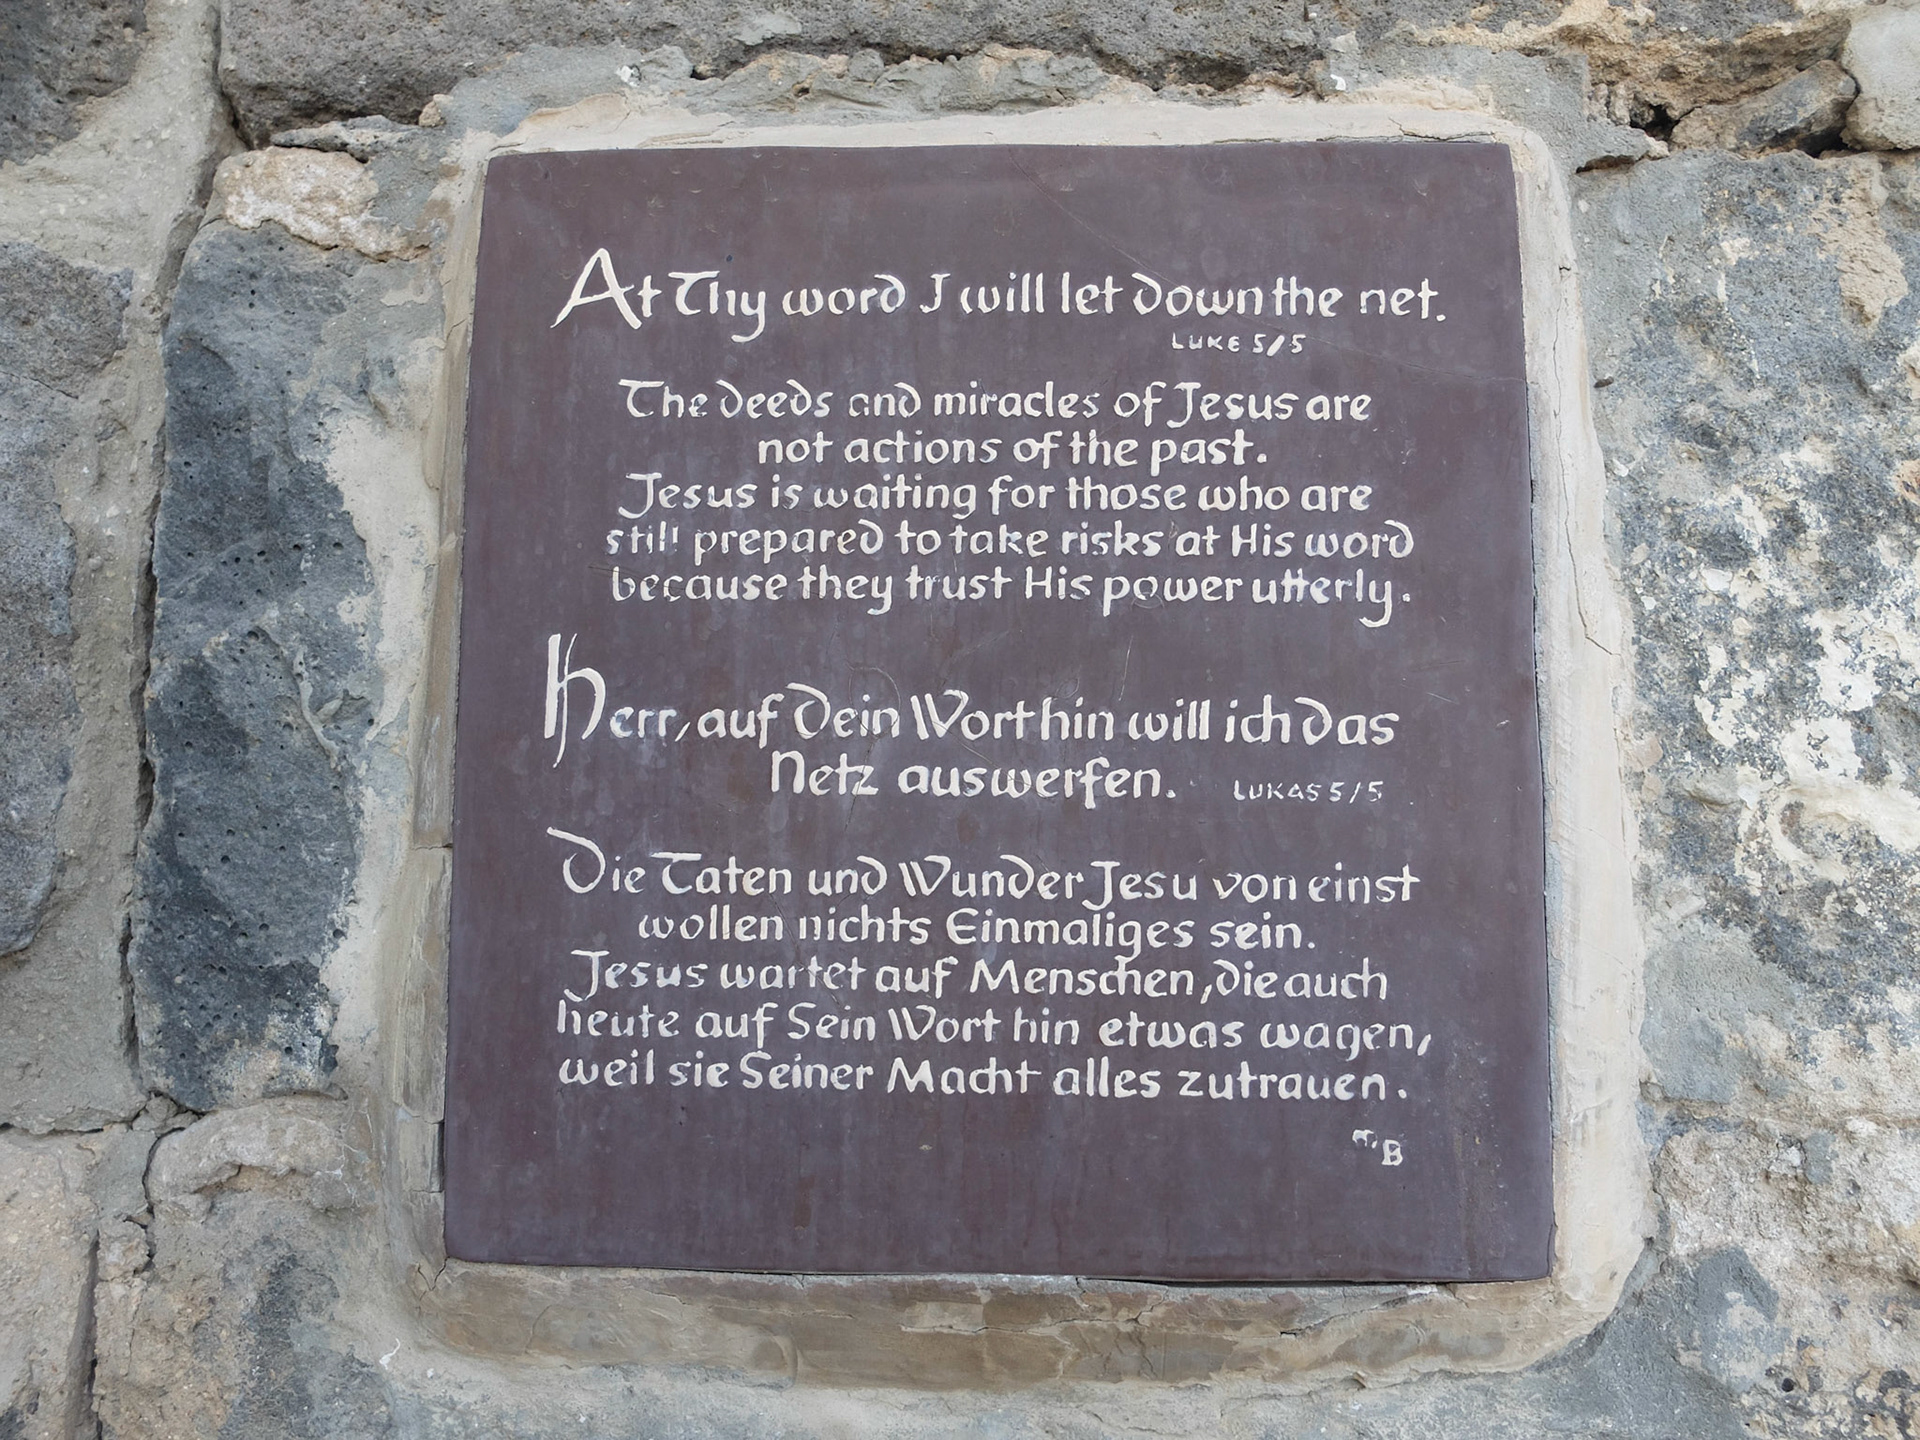 At Thy word I will let down the net.
LUKE 5/5
The deeds and miracles of Jesus are
not actions of the past.
Jesus is waiting for those who are
still prepared to take risks at His word
because they trust His power utterly.
Herr, auf Dein Wort hin will ich das
Netz auswerfen.
LUKAS 5/5
Die Taten und Wunder Jesu von einst
wollen nichts Einmaliges sein.
Jesus wartet auf Menschen, die auch
heute auf Sein Wort hin etwas wagen,
weil sie Seiner Macht alles zutrauen.
m.B